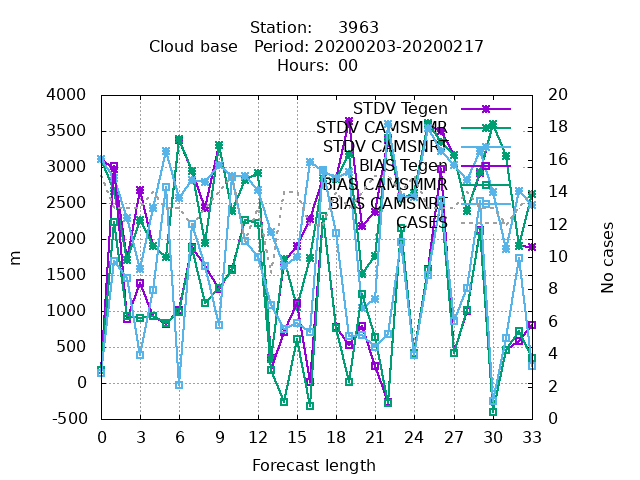 Station: 3963
Cloud base Period: 20200203-20200217
Hours: 00
4000
3500
3000
2500
2000
1500
1000
500
0
-500
m
20
18
16
14
12
10
8
6
4
2
0
No cases
STDV Tegen
STDV CAMSMMR
STDV CAMSNRT
BIAS Tegen
BIAS CAMSMMR
BIAS CAMSNRT
CASES
0 3 6 9 12 15 18 21 24 27 30 33
Forecast length